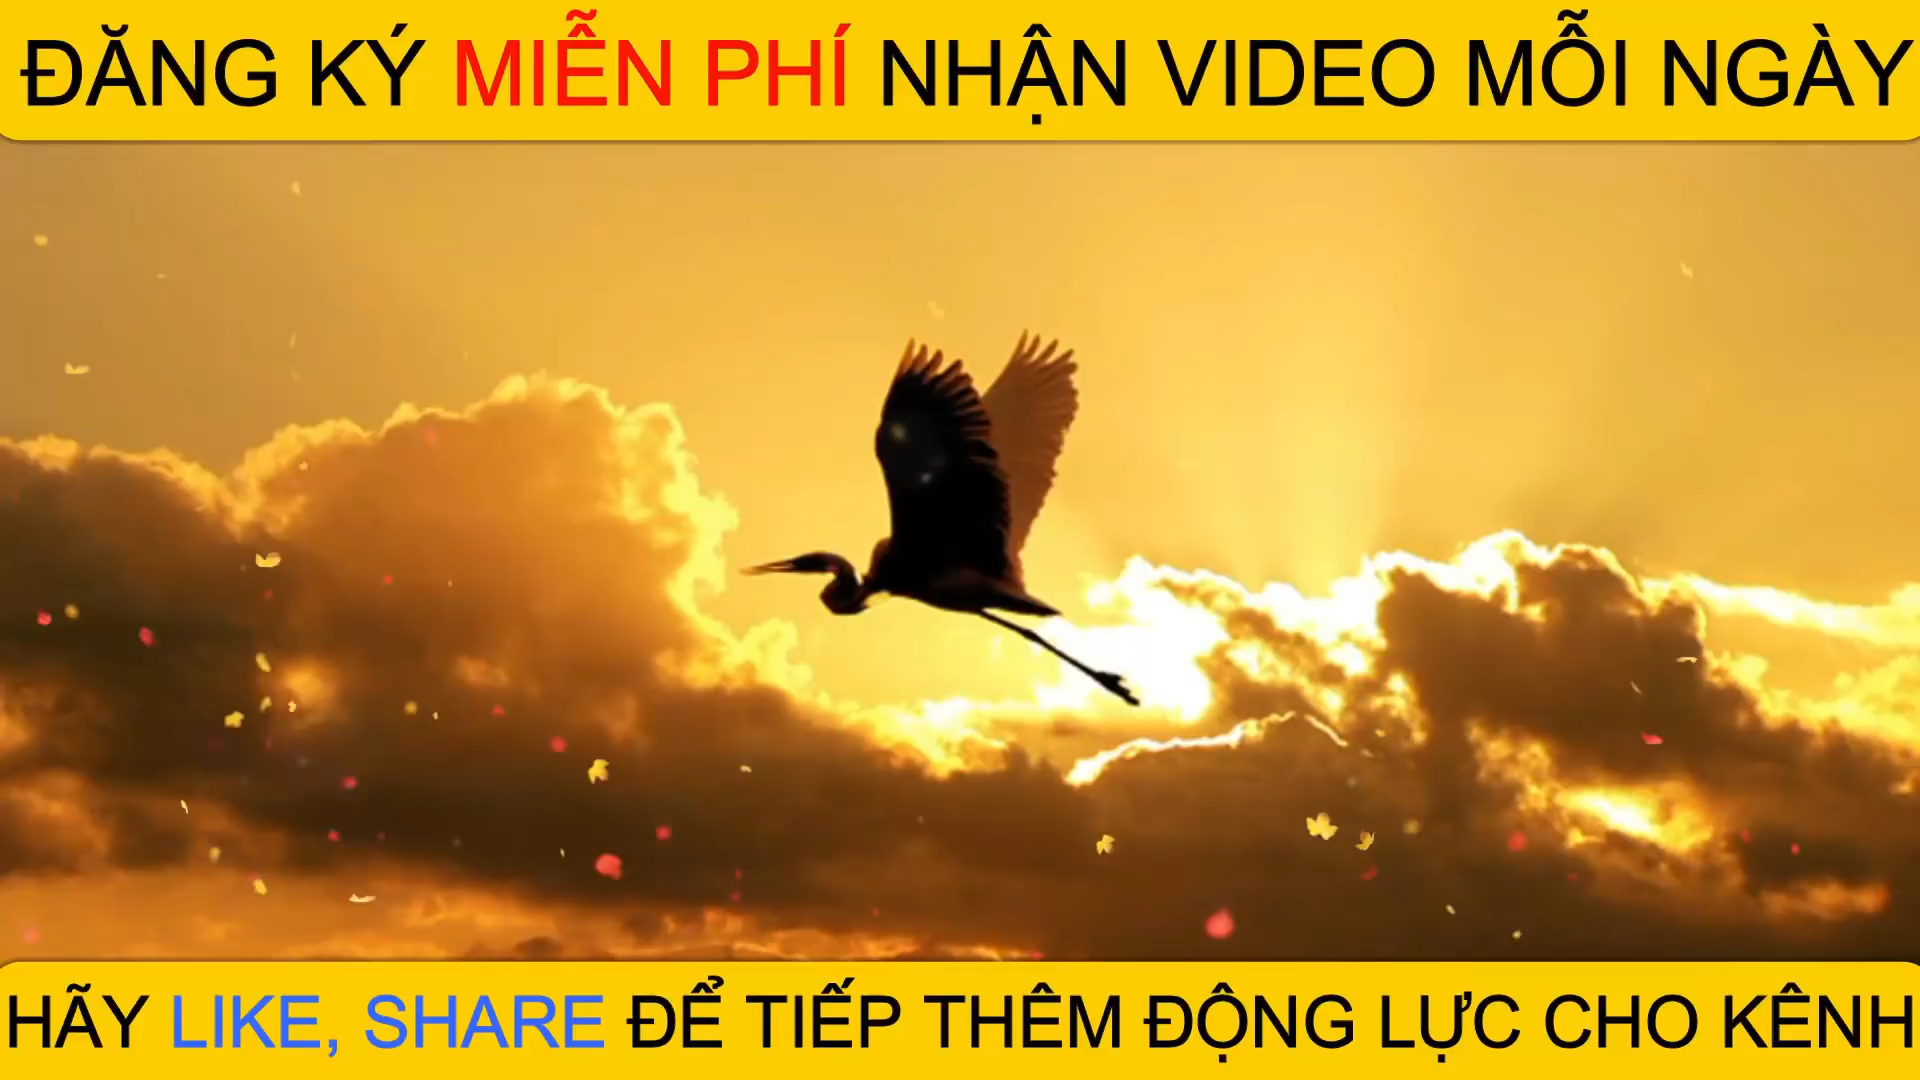 ĐĂNG KÝ MIỄN PHÍ NHẬN VIDEO MỖI NGÀY
HÃY LIKE, SHARE ĐỂ TIẾP THÊM ĐỘNG LỰC CHO KÊNH